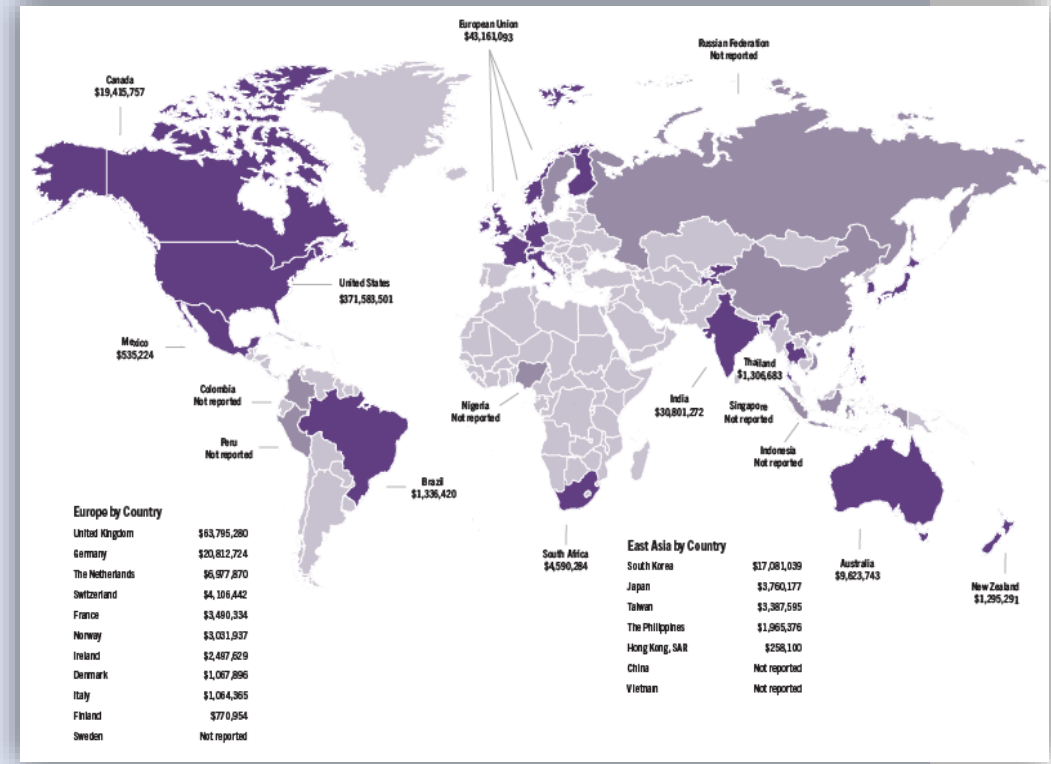 European Union
$43,161,093
Russian Federation
Not reported
Canada
$19,415,757
United States
$371,583,501
Mexico
$535,224
Colombia
Not reported
Peru
Not reported
Brazil
$1,336,420
Nigeria
Not reported
India
$30,801,272
Thailand
$1,306,683
Singapore
Not reported
Indonesia
Not reported
South Africa
$4,590,284
Australia
$9,623,743
New Zealand
$1,295,291
Europe by Country
United Kingdom $63,795,280
Germany $20,812,724
The Netherlands $6,977,870
Switzerland $4,106,442
France $3,490,334
Norway $3,031,937
Ireland $2,487,629
Denmark $1,067,896
Italy $1,064,365
Finland $770,954
Sweden Not reported
East Asia by Country
South Korea $17,081,039
Japan $3,760,177
Taiwan $3,387,595
The Philippines $1,965,376
Hong Kong, SAR $258,100
China Not reported
Vietnam Not reported